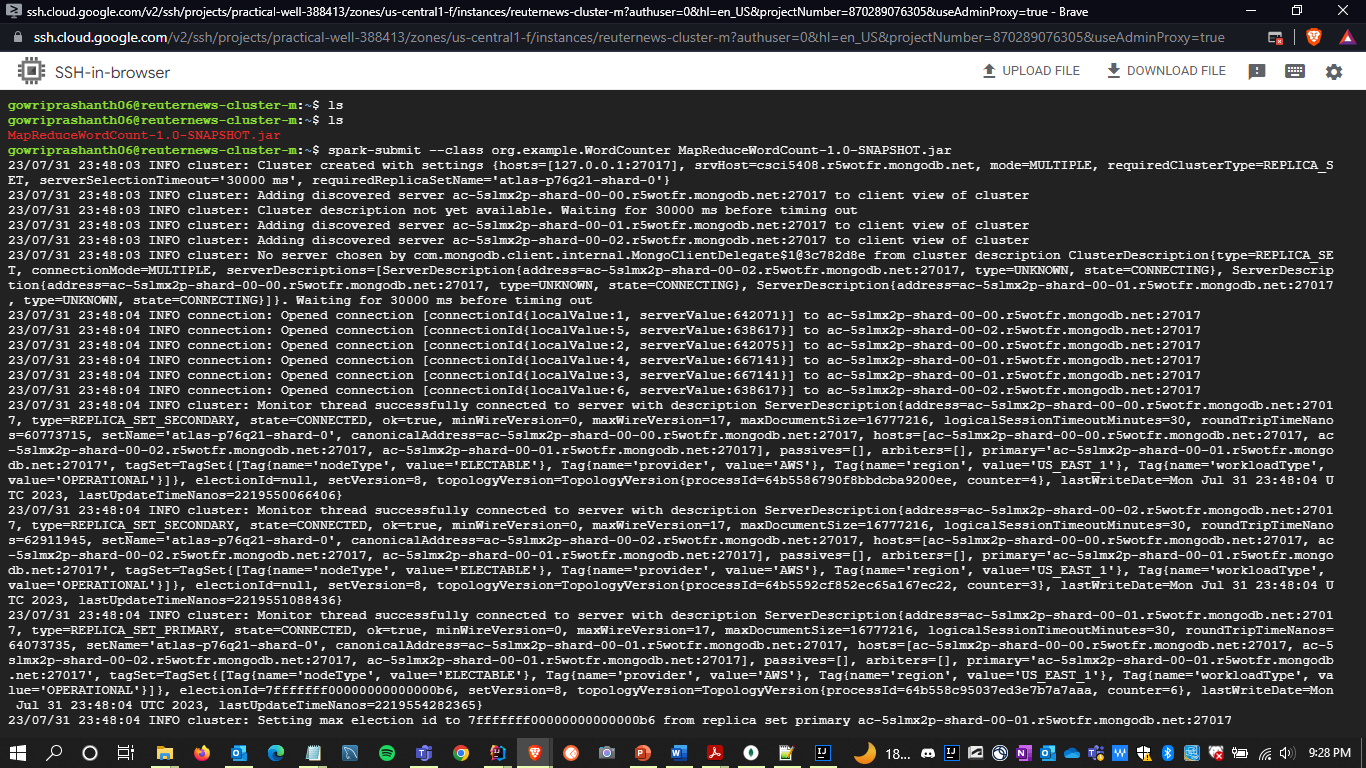 ssh.cloud.google.com/v2/ssh/projects/practical-well-388413/zones/us-central1-f/instances/reuternews-cluster-m?authuser=0&hl=en_US&projectNumber=870289076305&useAdminProxy=true - Brave
ssh.cloud.google.com/v2/ssh/projects/practical-well-388413/zones/us-central1-f/instances/reuternews-cluster-m?authuser=0&hl=en_US&projectNumber=870289076305&useAdminProxy=true
SSH-in-browser
UPLOAD FILE
DOWNLOAD FILE
gowriprashanth06@reuternews-cluster-m:~$ ls
gowriprashanth06@reuternews-cluster-m:~$ ls
MapReduceWordCount-1.0-SNAPSHOT.jar
gowriprashanth06@reuternews-cluster-m:~$ spark-submit --class org.example.WordCounter MapReduceWordCount-1.0-SNAPSHOT.jar
23/07/31 23:48:03 INFO cluster: Cluster created with settings {hosts=[127.0.0.1:27017], srvHost=csci5408.r5wotfr.mongodb.net, mode=MULTIPLE, requiredClusterType=REPLICA_S
ET, serverSelectionTimeout='30000 ms', requiredReplicaSetName='atlas-p76q21-shard-0'}
23/07/31 23:48:03 INFO cluster: Adding discovered server ac-5slmx2p-shard-00-00.r5wotfr.mongodb.net:27017 to client view of cluster
23/07/31 23:48:03 INFO cluster: Cluster description not yet available. Waiting for 30000 ms before timing out
23/07/31 23:48:03 INFO cluster: Adding discovered server ac-5slmx2p-shard-00-01.r5wotfr.mongodb.net:27017 to client view of cluster
23/07/31 23:48:03 INFO cluster: Adding discovered server ac-5slmx2p-shard-00-02.r5wotfr.mongodb.net:27017 to client view of cluster
23/07/31 23:48:03 INFO cluster: No server chosen by com.mongodb.client.internal.MongoClientDelegate$1@3c782d8e from cluster description ClusterDescription{type=REPLICA_SE
T, connectionMode=MULTIPLE, serverDescriptions=[ServerDescription{address=ac-5slmx2p-shard-00-02.r5wotfr.mongodb.net:27017, type=UNKNOWN, state=CONNECTING}, ServerDescrip
tion{address=ac-5slmx2p-shard-00-00.r5wotfr.mongodb.net:27017, type=UNKNOWN, state=CONNECTING}, ServerDescription{address=ac-5slmx2p-shard-00-01.r5wotfr.mongodb.net:27017
, type=UNKNOWN, state=CONNECTING}]}. Waiting for 30000 ms before timing out
23/07/31 23:48:04 INFO connection: Opened connection [connectionId{localValue:1, serverValue:642071}] to ac-5slmx2p-shard-00-00.r5wotfr.mongodb.net:27017
23/07/31 23:48:04 INFO connection: Opened connection [connectionId{localValue:5, serverValue:638617}] to ac-5slmx2p-shard-00-02.r5wotfr.mongodb.net:27017
23/07/31 23:48:04 INFO connection: Opened connection [connectionId{localValue:2, serverValue:642075}] to ac-5slmx2p-shard-00-00.r5wotfr.mongodb.net:27017
23/07/31 23:48:04 INFO connection: Opened connection [connectionId{localValue:4, serverValue:667141}] to ac-5slmx2p-shard-00-01.r5wotfr.mongodb.net:27017
23/07/31 23:48:04 INFO connection: Opened connection [connectionId{localValue:3, serverValue:667141}] to ac-5slmx2p-shard-00-01.r5wotfr.mongodb.net:27017
23/07/31 23:48:04 INFO connection: Opened connection [connectionId{localValue:6, serverValue:638617}] to ac-5slmx2p-shard-00-02.r5wotfr.mongodb.net:27017
23/07/31 23:48:04 INFO cluster: Monitor thread successfully connected to server with description ServerDescription{address=ac-5slmx2p-shard-00-00.r5wotfr.mongodb.net:2701
7, type=REPLICA_SET_SECONDARY, state=CONNECTED, ok=true, minWireVersion=0, maxWireVersion=17, maxDocumentSize=16777216, logicalSessionTimeoutMinutes=30, roundTripTimeNano
s=60773715, setName='atlas-p76q21-shard-0', canonicalAddress=ac-5slmx2p-shard-00-00.r5wotfr.mongodb.net:27017, hosts=[ac-5slmx2p-shard-00-00.r5wotfr.mongodb.net:27017, ac
-5slmx2p-shard-00-02.r5wotfr.mongodb.net:27017, ac-5slmx2p-shard-00-01.r5wotfr.mongodb.net:27017], passives=[], arbiters=[], primary='ac-5slmx2p-shard-00-01.r5wotfr.mongo
db.net:27017', tagSet=TagSet{[Tag{name='nodeType', value='ELECTABLE'}, Tag{name='provider', value='AWS'}, Tag{name='region', value='US_EAST_1'}, Tag{name='workloadType',
value='OPERATIONAL'}]}, electionId=null, setVersion=8, topologyVersion=TopologyVersion{processId=64b5586790f8bbdcba9200ee, counter=4}, lastWriteDate=Mon Jul 31 23:48:04 U
TC 2023, lastUpdateTimeNanos=2219550066406}
23/07/31 23:48:04 INFO cluster: Monitor thread successfully connected to server with description ServerDescription{address=ac-5slmx2p-shard-00-02.r5wotfr.mongodb.net:2701
7, type=REPLICA_SET_SECONDARY, state=CONNECTED, ok=true, minWireVersion=0, maxWireVersion=17, maxDocumentSize=16777216, logicalSessionTimeoutMinutes=30, roundTripTimeNano
s=62911945, setName='atlas-p76q21-shard-0', canonicalAddress=ac-5slmx2p-shard-00-02.r5wotfr.mongodb.net:27017, hosts=[ac-5slmx2p-shard-00-00.r5wotfr.mongodb.net:27017, ac
-5slmx2p-shard-00-02.r5wotfr.mongodb.net:27017, ac-5slmx2p-shard-00-01.r5wotfr.mongodb.net:27017], passives=[], arbiters=[], primary='ac-5slmx2p-shard-00-01.r5wotfr.mongo
db.net:27017', tagSet=TagSet{[Tag{name='nodeType', value='ELECTABLE'}, Tag{name='provider', value='AWS'}, Tag{name='region', value='US_EAST_1'}, Tag{name='workloadType',
value='OPERATIONAL'}]}, electionId=null, setVersion=8, topologyVersion=TopologyVersion{processId=64b5592cf852ec65a167ec22, counter=3}, lastWriteDate=Mon Jul 31 23:48:04 U
TC 2023, lastUpdateTimeNanos=2219551088436}
23/07/31 23:48:04 INFO cluster: Monitor thread successfully connected to server with description ServerDescription{address=ac-5slmx2p-shard-00-01.r5wotfr.mongodb.net:2701
7, type=REPLICA_SET_PRIMARY, state=CONNECTED, ok=true, minWireVersion=0, maxWireVersion=17, maxDocumentSize=16777216, logicalSessionTimeoutMinutes=30, roundTripTimeNanos=
64073735, setName='atlas-p76q21-shard-0', canonicalAddress=ac-5slmx2p-shard-00-01.r5wotfr.mongodb.net:27017, hosts=[ac-5slmx2p-shard-00-00.r5wotfr.mongodb.net:27017, ac-5
slmx2p-shard-00-02.r5wotfr.mongodb.net:27017, ac-5slmx2p-shard-00-01.r5wotfr.mongodb.net:27017], passives=[], arbiters=[], primary='ac-5slmx2p-shard-00-01.r5wotfr.mongodb
.net:27017', tagSet=TagSet{[Tag{name='nodeType', value='ELECTABLE'}, Tag{name='provider', value='AWS'}, Tag{name='region', value='US_EAST_1'}, Tag{name='workloadType', va
lue='OPERATIONAL'}]}, electionId=7fffffff00000000000000b6, setVersion=8, topologyVersion=TopologyVersion{processId=64b558c95037ed3e7b7a7aaa, counter=6}, lastWriteDate=Mon
Jul 31 23:48:04 UTC 2023, lastUpdateTimeNanos=2219554282365}
23/07/31 23:48:04 INFO cluster: Setting max election id to 7fffffff00000000000000b6 from replica set primary ac-5slmx2p-shard-00-01.r5wotfr.mongodb.net:27017
18...
9:28 PM